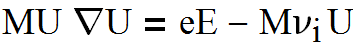 MU ∇U = eE − Mνᵢ U